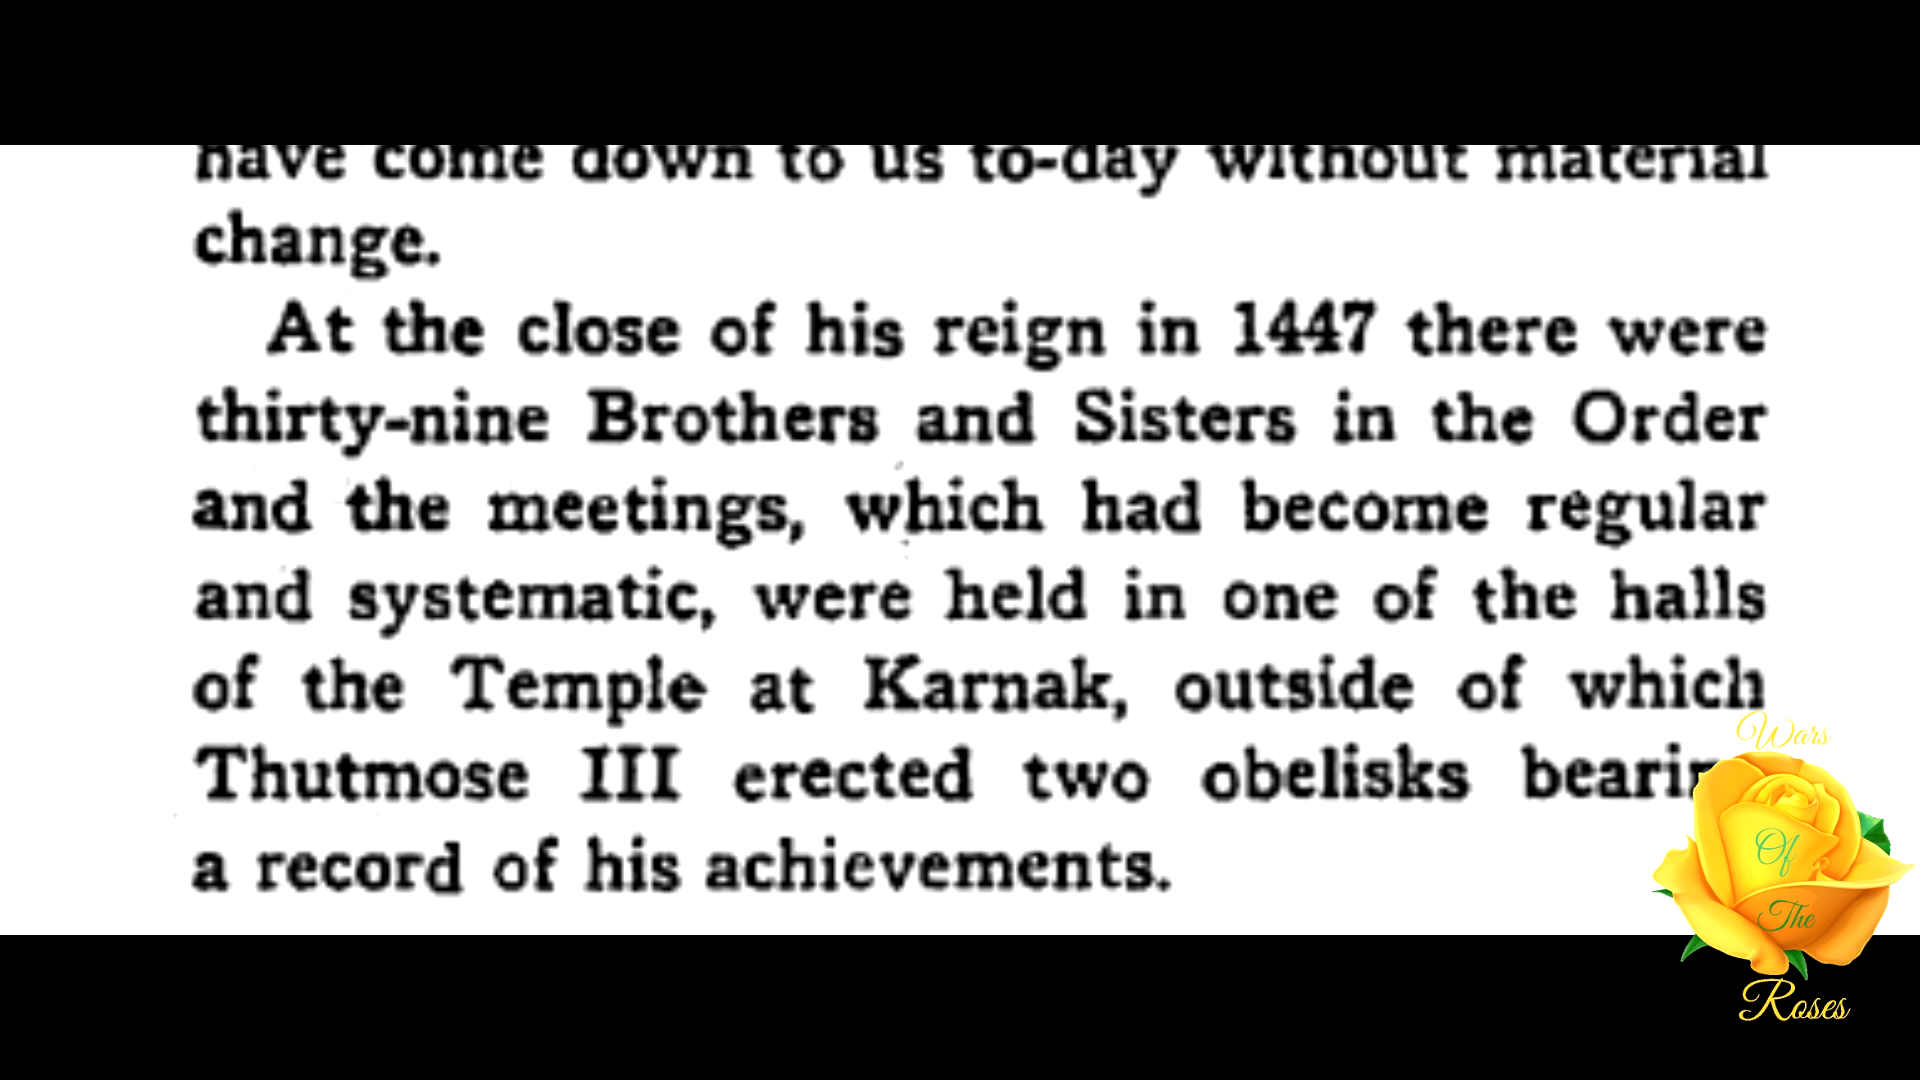 have come down to us to-day without material
change.
At the close of his reign in 1447 there were
thirty-nine Brothers and Sisters in the Order
and the meetings, which had become regular
and systematic, were held in one of the halls
of the Temple at Karnak, outside of which
Thutmose III erected two obelisks
a record of his achievements.
Wars
Of
The
Roses